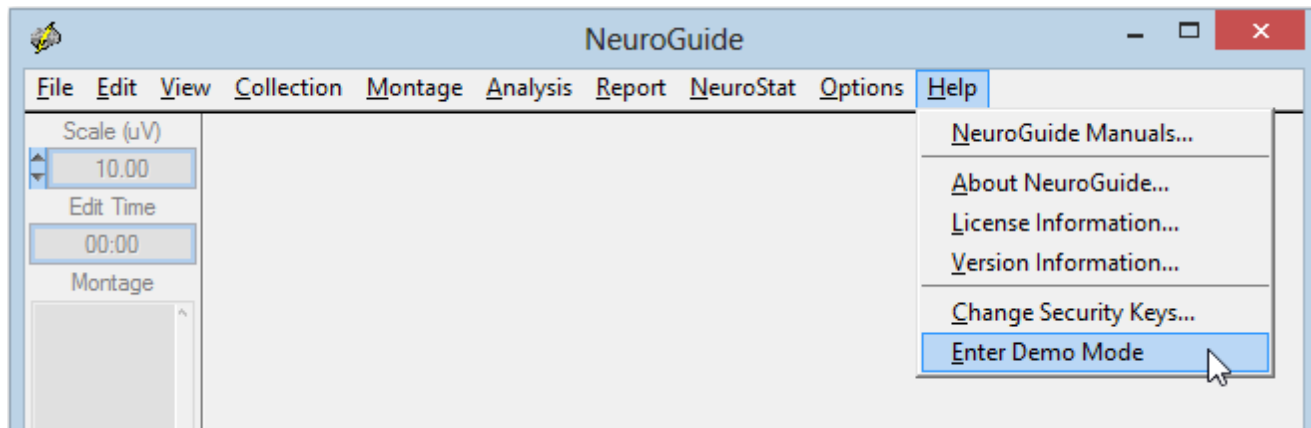 NeuroGuide
File Edit View Collection Montage Analysis Report NeuroStat Options Help
Scale (uV)
10.00
Edit Time
00:00
Montage
NeuroGuide Manuals...
About NeuroGuide...
License Information...
Version Information...
Change Security Keys...
Enter Demo Mode